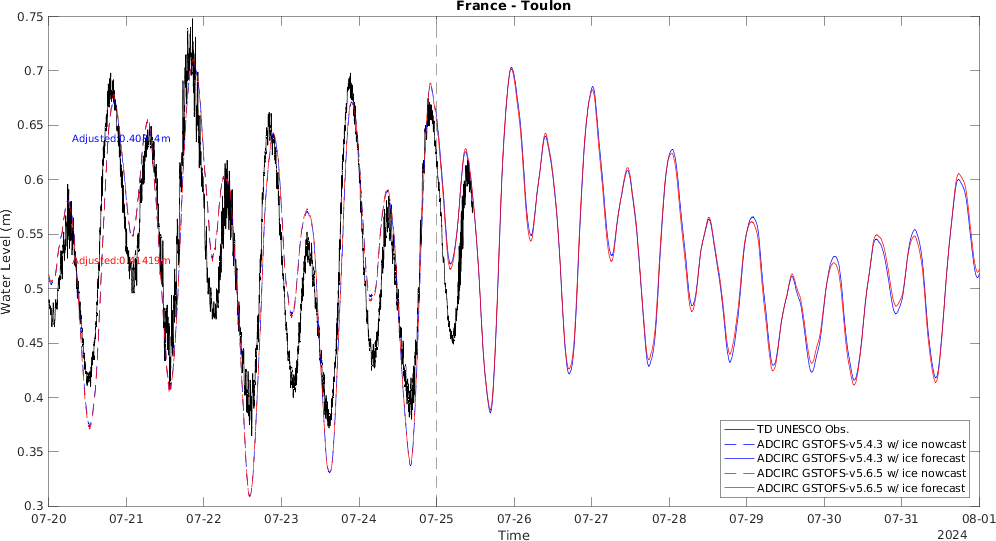 France - Toulon
Water Level (m)
0.75
0.7
0.65
0.6
0.55
0.5
0.45
0.4
0.35
0.3
Adjusted:0.41419m
TD UNESCO Obs.
ADCIRC GSTOFS-v5.4.3 w/ ice nowcast
ADCIRC GSTOFS-v5.4.3 w/ ice forecast
ADCIRC GSTOFS-v5.6.5 w/ ice nowcast
ADCIRC GSTOFS-v5.6.5 w/ ice forecast
07-20 07-21 07-22 07-23 07-24 07-25 07-26 07-27 07-28 07-29 07-30 07-31 08-01
Time
2024